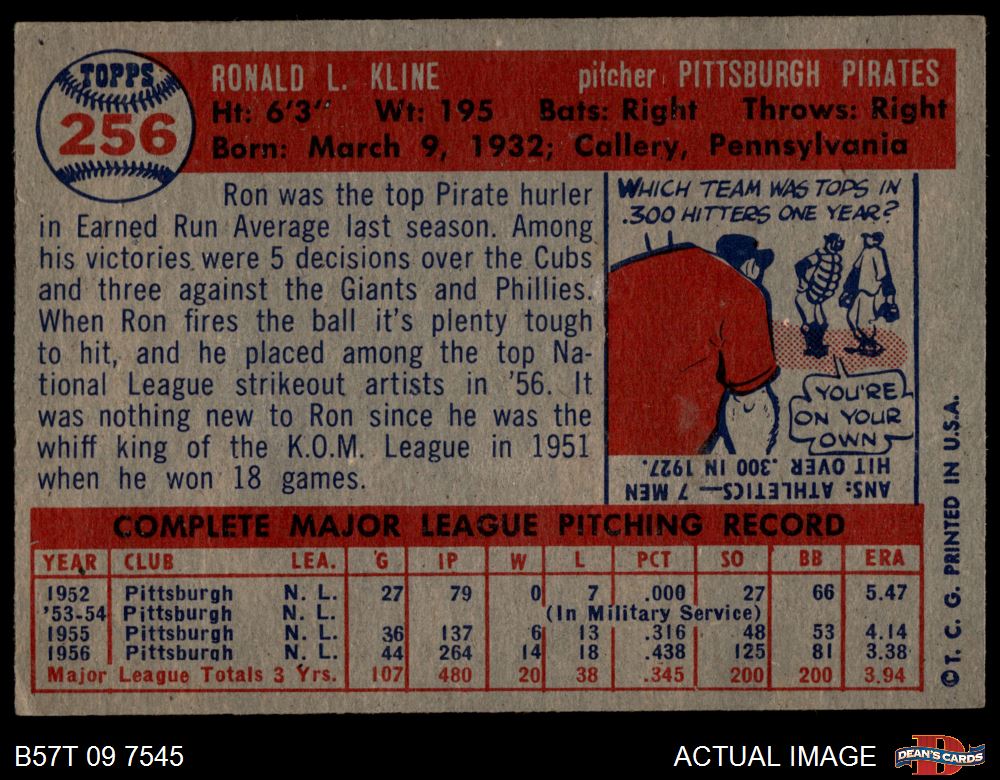 TOPPS
256
RONALD L. KLINE pitcher PITTSBURGH PIRATES
Ht: 6'3" Wt: 195 Bats: Right Throws: Right
Born: March 9, 1932; Callery, Pennsylvania
Ron was the top Pirate hurler
in Earned Run Average last season. Among
his victories were 5 decisions over the Cubs
and three against the Giants and Phillies.
When Ron fires the ball it's plenty tough
to hit, and he placed among the top Na-
tional League strikeout artists in '56. It
was nothing new to Ron since he was the
whiff king of the K.O.M. League in 1951
when he won 18 games.
WHICH TEAM WAS TOPS IN
.300 HITTERS ONE YEAR?
YOU'RE
ON YOUR
OWN
ANS: ATHLETICS—7 MEN
HIT OVER .300 IN 1927.
COMPLETE MAJOR LEAGUE PITCHING RECORD
YEAR CLUB LEA. G IP W L PCT SO BB ERA
1952 Pittsburgh N. L. 27 79 0 7 .000 27 66 5.47
'53-54 Pittsburgh N. L. (In Military Service)
1955 Pittsburgh N. L. 36 137 6 13 .316 48 53 4.14
1956 Pittsburgh N. L. 44 264 14 18 .438 125 81 3.38
Major League Totals 3 Yrs. 107 480 20 38 .345 200 200 3.94
©T. C. G. PRINTED IN U.S.A.
B57T 09 7545 ACTUAL IMAGE
DEAN'S CARDS